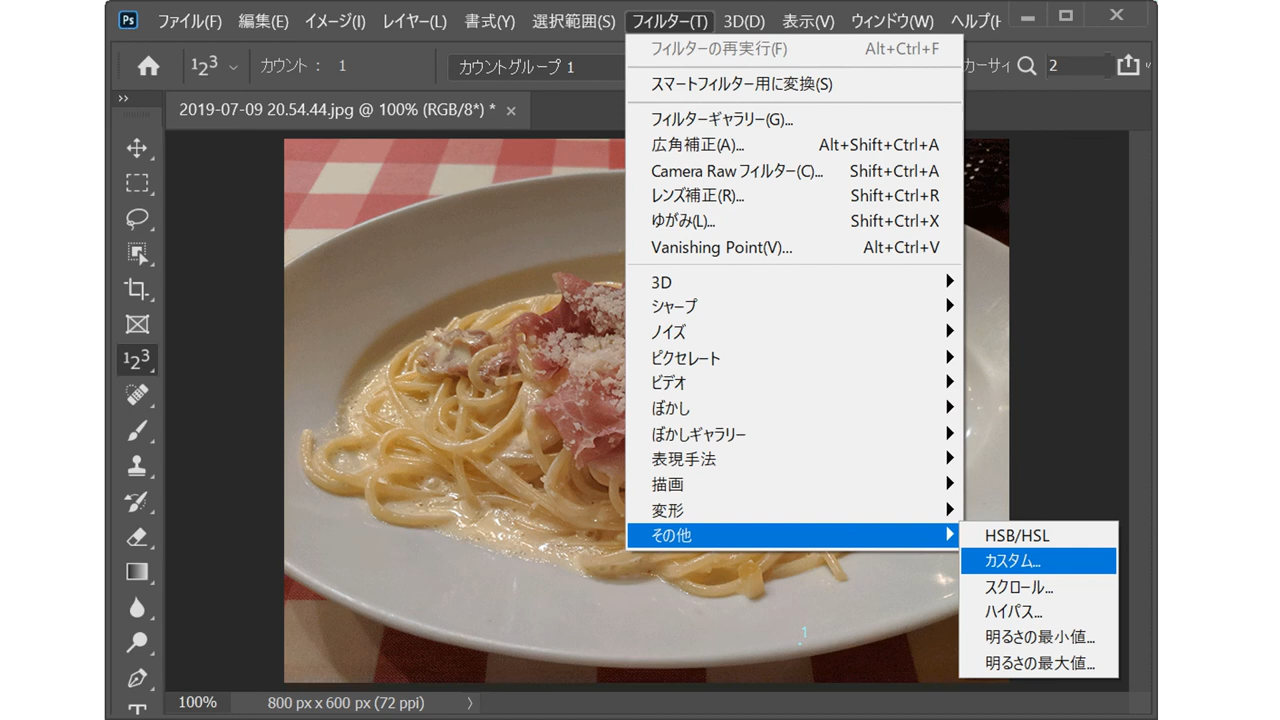 Ps ファイル(F) 編集(E) イメージ(I) レイヤー(L) 書式(Y) 選択範囲(S) フィルター(T) 3D(D) 表示(V) ウィンドウ(W) ヘルプ(H
123 カウント : 1 カウントグループ 1 カーサイ 2
2019-07-09 20.54.44.jpg @ 100% (RGB/8*) * ×
フィルターの再実行(F) Alt+Ctrl+F
スマートフィルター用に変換(S)
フィルターギャラリー(G)...
広角補正(A)... Alt+Shift+Ctrl+A
Camera Raw フィルター(C)... Shift+Ctrl+A
レンズ補正(R)... Shift+Ctrl+R
ゆがみ(L)... Shift+Ctrl+X
Vanishing Point(V)... Alt+Ctrl+V
3D
シャープ
ノイズ
ピクセレート
ビデオ
ぼかし
ぼかしギャラリー
表現手法
描画
変形
その他
HSB/HSL
カスタム...
スクロール...
ハイパス...
明るさの最小値...
明るさの最大値...
123
1
100% 800 px x 600 px (72 ppi)